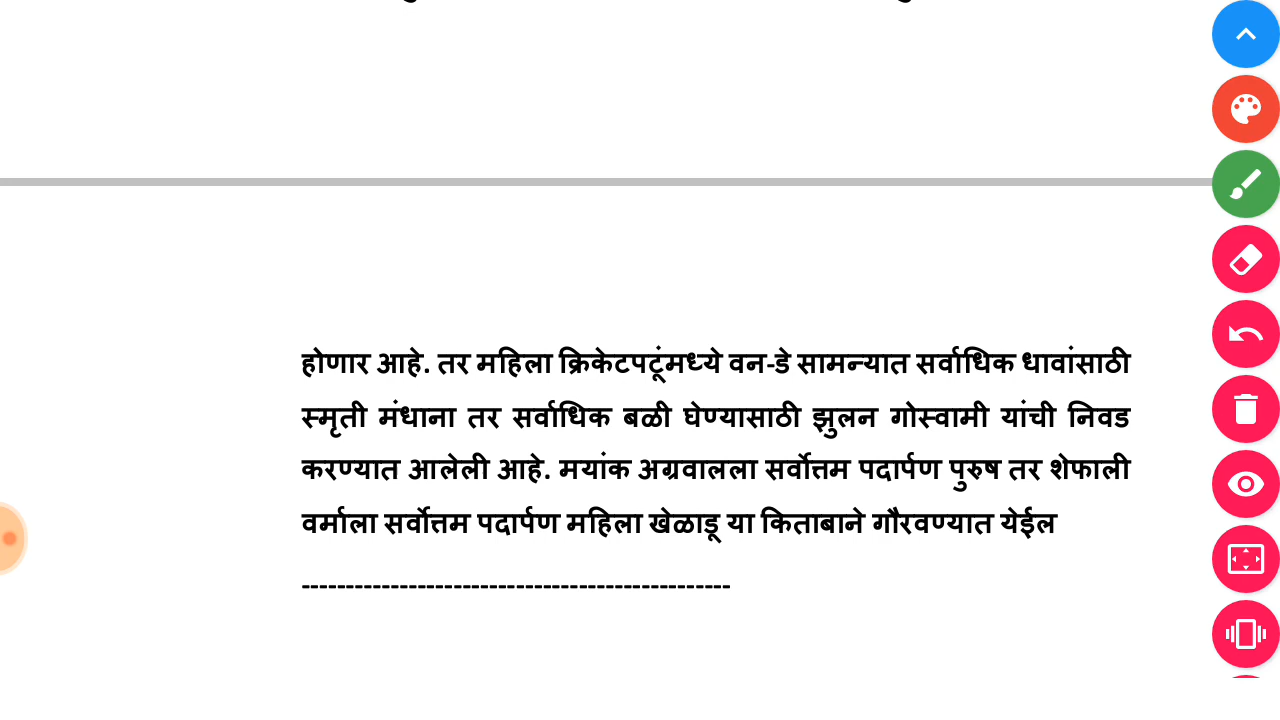 होणार आहे. तर महिला क्रिकेटपटूंमध्ये वन-डे सामन्यात सर्वाधिक धावांसाठी
स्मृती मंधाना तर सर्वाधिक बळी घेण्यासाठी झुलन गोस्वामी यांची निवड
करण्यात आलेली आहे. मयांक अग्रवालला सर्वोत्तम पदार्पण पुरुष तर शेफाली
वर्माला सर्वोत्तम पदार्पण महिला खेळाडू या किताबाने गौरवण्यात येईल
------------------------------------------------